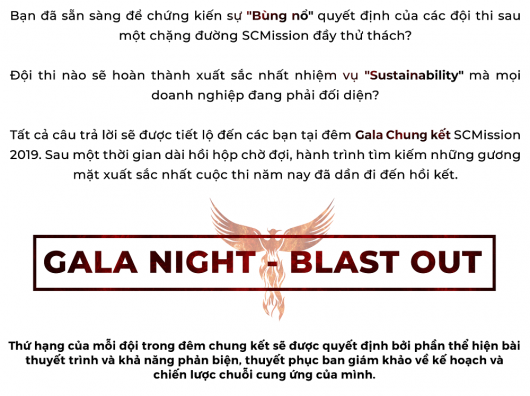 Bạn đã sẵn sàng để chứng kiến sự "Bùng nổ" quyết định của các đội thi sau
một chặng đường SCMission đầy thử thách?
Đội thi nào sẽ hoàn thành xuất sắc nhất nhiệm vụ "Sustainability" mà mọi
doanh nghiệp đang phải đối diện?
Tất cả câu trả lời sẽ được tiết lộ đến các bạn tại đêm Gala Chung kết SCMission
2019. Sau một thời gian dài hồi hộp chờ đợi, hành trình tìm kiếm những gương
mặt xuất sắc nhất cuộc thi năm nay đã dần đi đến hồi kết.
GALA NIGHT - BLAST OUT
Thứ hạng của mỗi đội trong đêm chung kết sẽ được quyết định bởi phần thể hiện bài
thuyết trình và khả năng phản biện, thuyết phục ban giám khảo về kế hoạch và
chiến lược chuỗi cung ứng của mình.